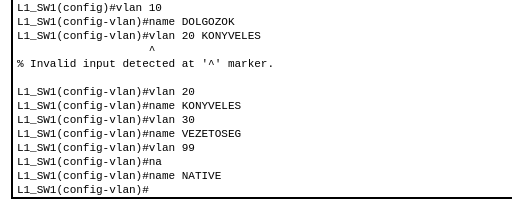 L1_SW1(config)#vlan 10
L1_SW1(config-vlan)#name DOLGOZOK
L1_SW1(config-vlan)#vlan 20 KONYVELES
                    ^
% Invalid input detected at '^' marker.

L1_SW1(config-vlan)#vlan 20
L1_SW1(config-vlan)#name KONYVELES
L1_SW1(config-vlan)#vlan 30
L1_SW1(config-vlan)#name VEZETOSEG
L1_SW1(config-vlan)#vlan 99
L1_SW1(config-vlan)#na
L1_SW1(config-vlan)#name NATIVE
L1_SW1(config-vlan)#